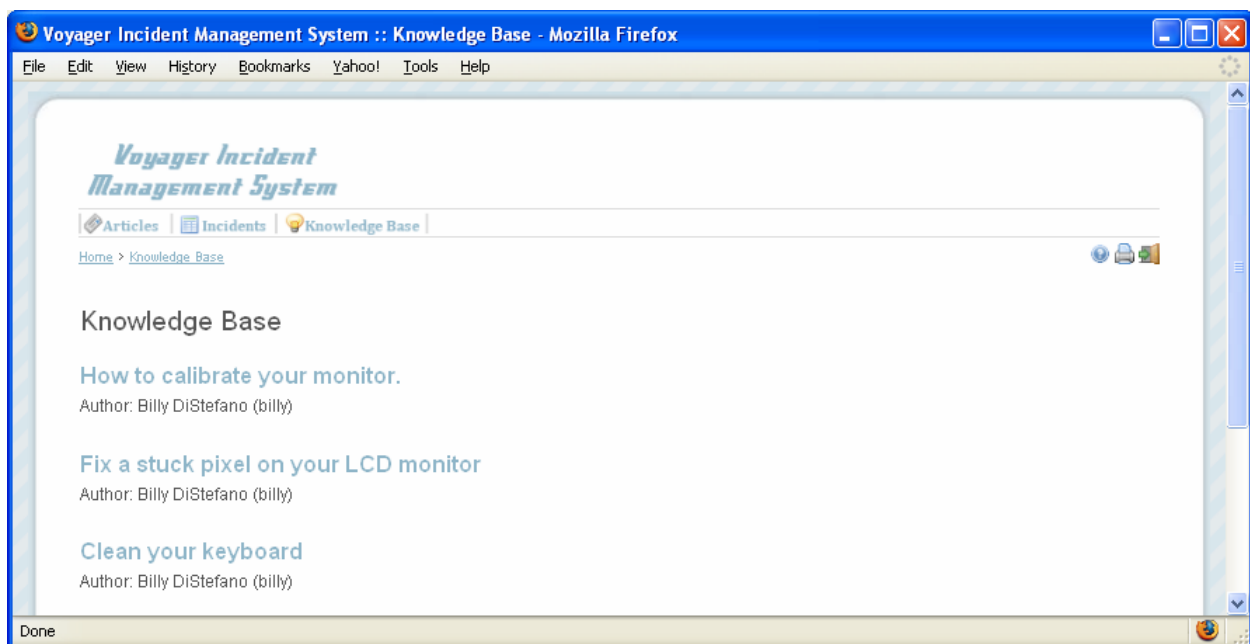 Voyager Incident Management System :: Knowledge Base - Mozilla Firefox
File Edit View History Bookmarks Yahoo! Tools Help
Voyager Incident
Management System
Articles Incidents Knowledge Base
Home > Knowledge Base
Knowledge Base
How to calibrate your monitor.
Author: Billy DiStefano (billy)
Fix a stuck pixel on your LCD monitor
Author: Billy DiStefano (billy)
Clean your keyboard
Author: Billy DiStefano (billy)
Done